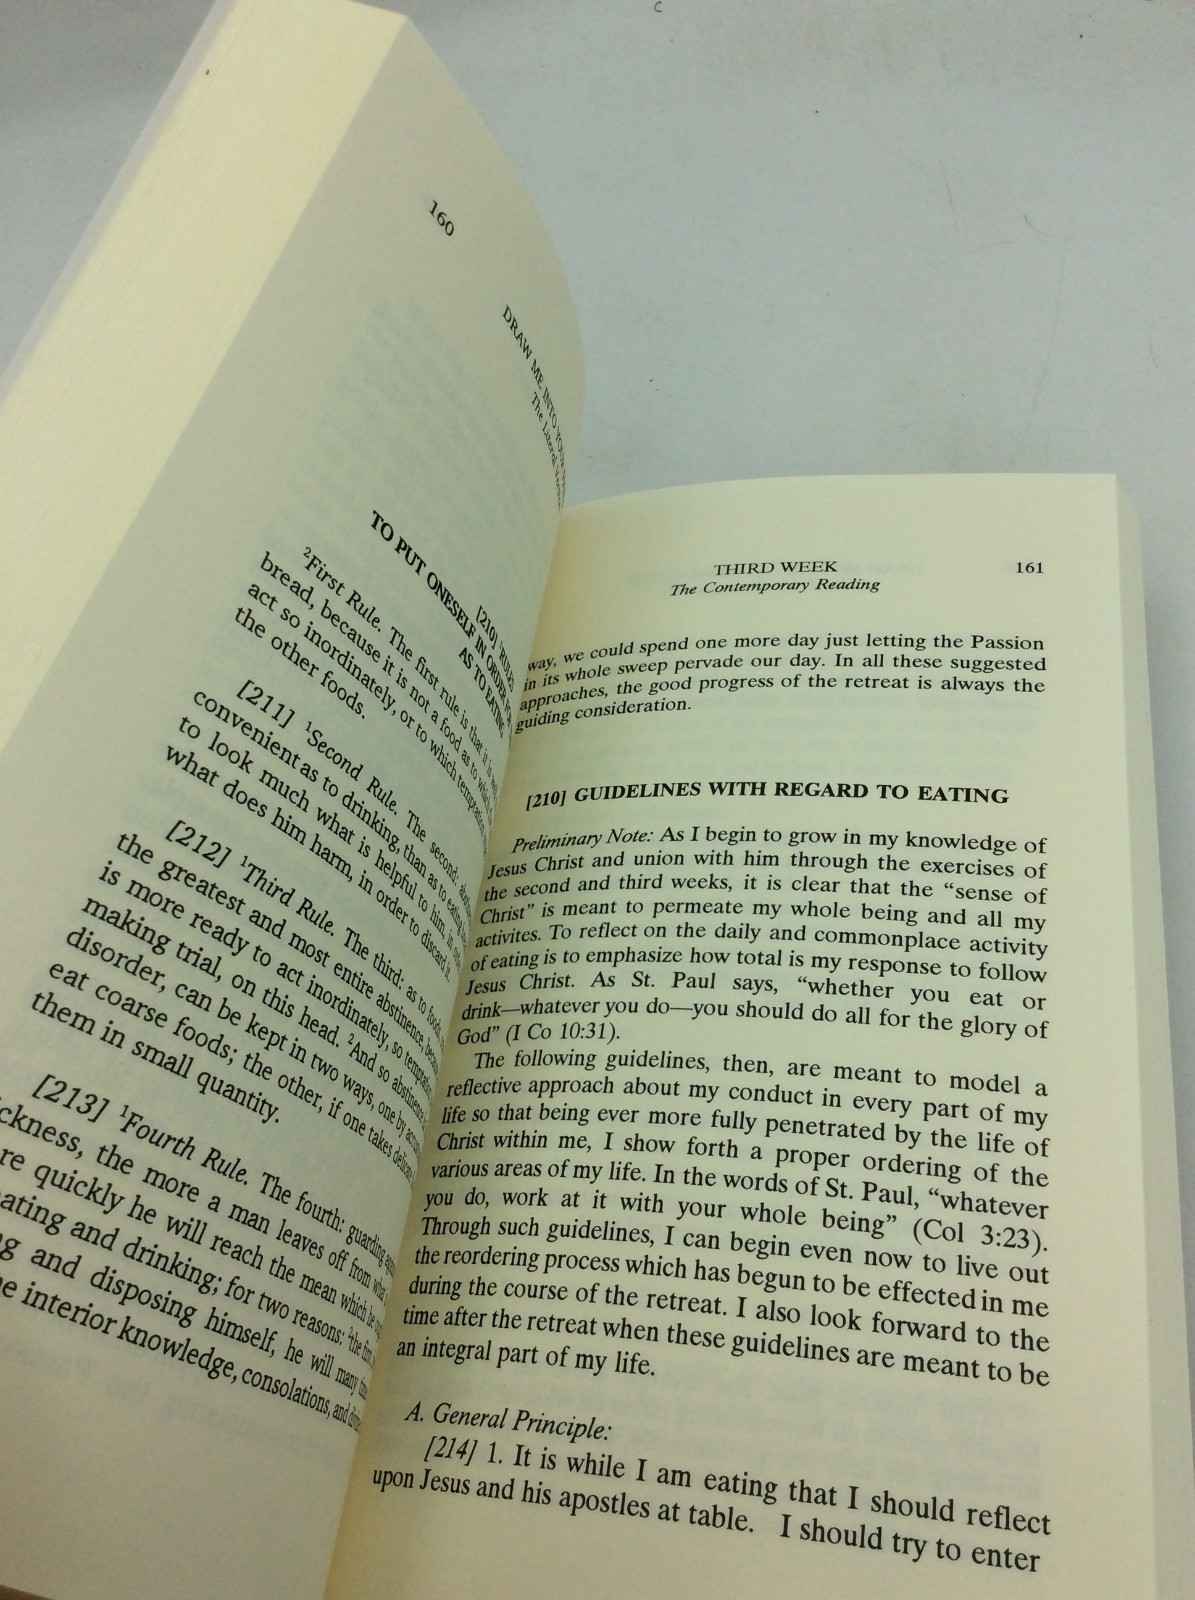 160
DRAW ME INTO
The Literal
[210] RULES
TO PUT ONESELF IN ORDER
AS TO EATING
²First Rule. The first rule is that it is
bread, because it is not a food as to which
act so inordinately, or to which temptation
the other foods.
[211] ¹Second Rule. The second:
convenient as to drinking, than as to eating
to look much what is helpful to him, in
what does him harm, in order to discard it.
[212] ¹Third Rule. The third: as to foods,
the greatest and most entire abstinence,
is more ready to act inordinately, so temptation
making trial, on this head. ²And so abstinence
disorder, can be kept in two ways, one by
eat coarse foods; the other, if one takes
them in small quantity.
[213] ¹Fourth Rule. The fourth: guarding
ckness, the more a man leaves off from
re quickly he will reach the mean which he
ating and drinking; for two reasons: ²the
g and disposing himself, he will many
e interior knowledge, consolations, and
THIRD WEEK 161
The Contemporary Reading
way, we could spend one more day just letting the Passion
in its whole sweep pervade our day. In all these suggested
approaches, the good progress of the retreat is always the
guiding consideration.
[210] GUIDELINES WITH REGARD TO EATING
Preliminary Note: As I begin to grow in my knowledge of
Jesus Christ and union with him through the exercises of
the second and third weeks, it is clear that the “sense of
Christ” is meant to permeate my whole being and all my
activites. To reflect on the daily and commonplace activity
of eating is to emphasize how total is my response to follow
Jesus Christ. As St. Paul says, “whether you eat or
drink—whatever you do—you should do all for the glory of
God” (I Co 10:31).
The following guidelines, then, are meant to model a
reflective approach about my conduct in every part of my
life so that being ever more fully penetrated by the life of
Christ within me, I show forth a proper ordering of the
various areas of my life. In the words of St. Paul, “whatever
you do, work at it with your whole being” (Col 3:23).
Through such guidelines, I can begin even now to live out
the reordering process which has begun to be effected in me
during the course of the retreat. I also look forward to the
time after the retreat when these guidelines are meant to be
an integral part of my life.
A. General Principle:
[214] 1. It is while I am eating that I should reflect
upon Jesus and his apostles at table. I should try to enter